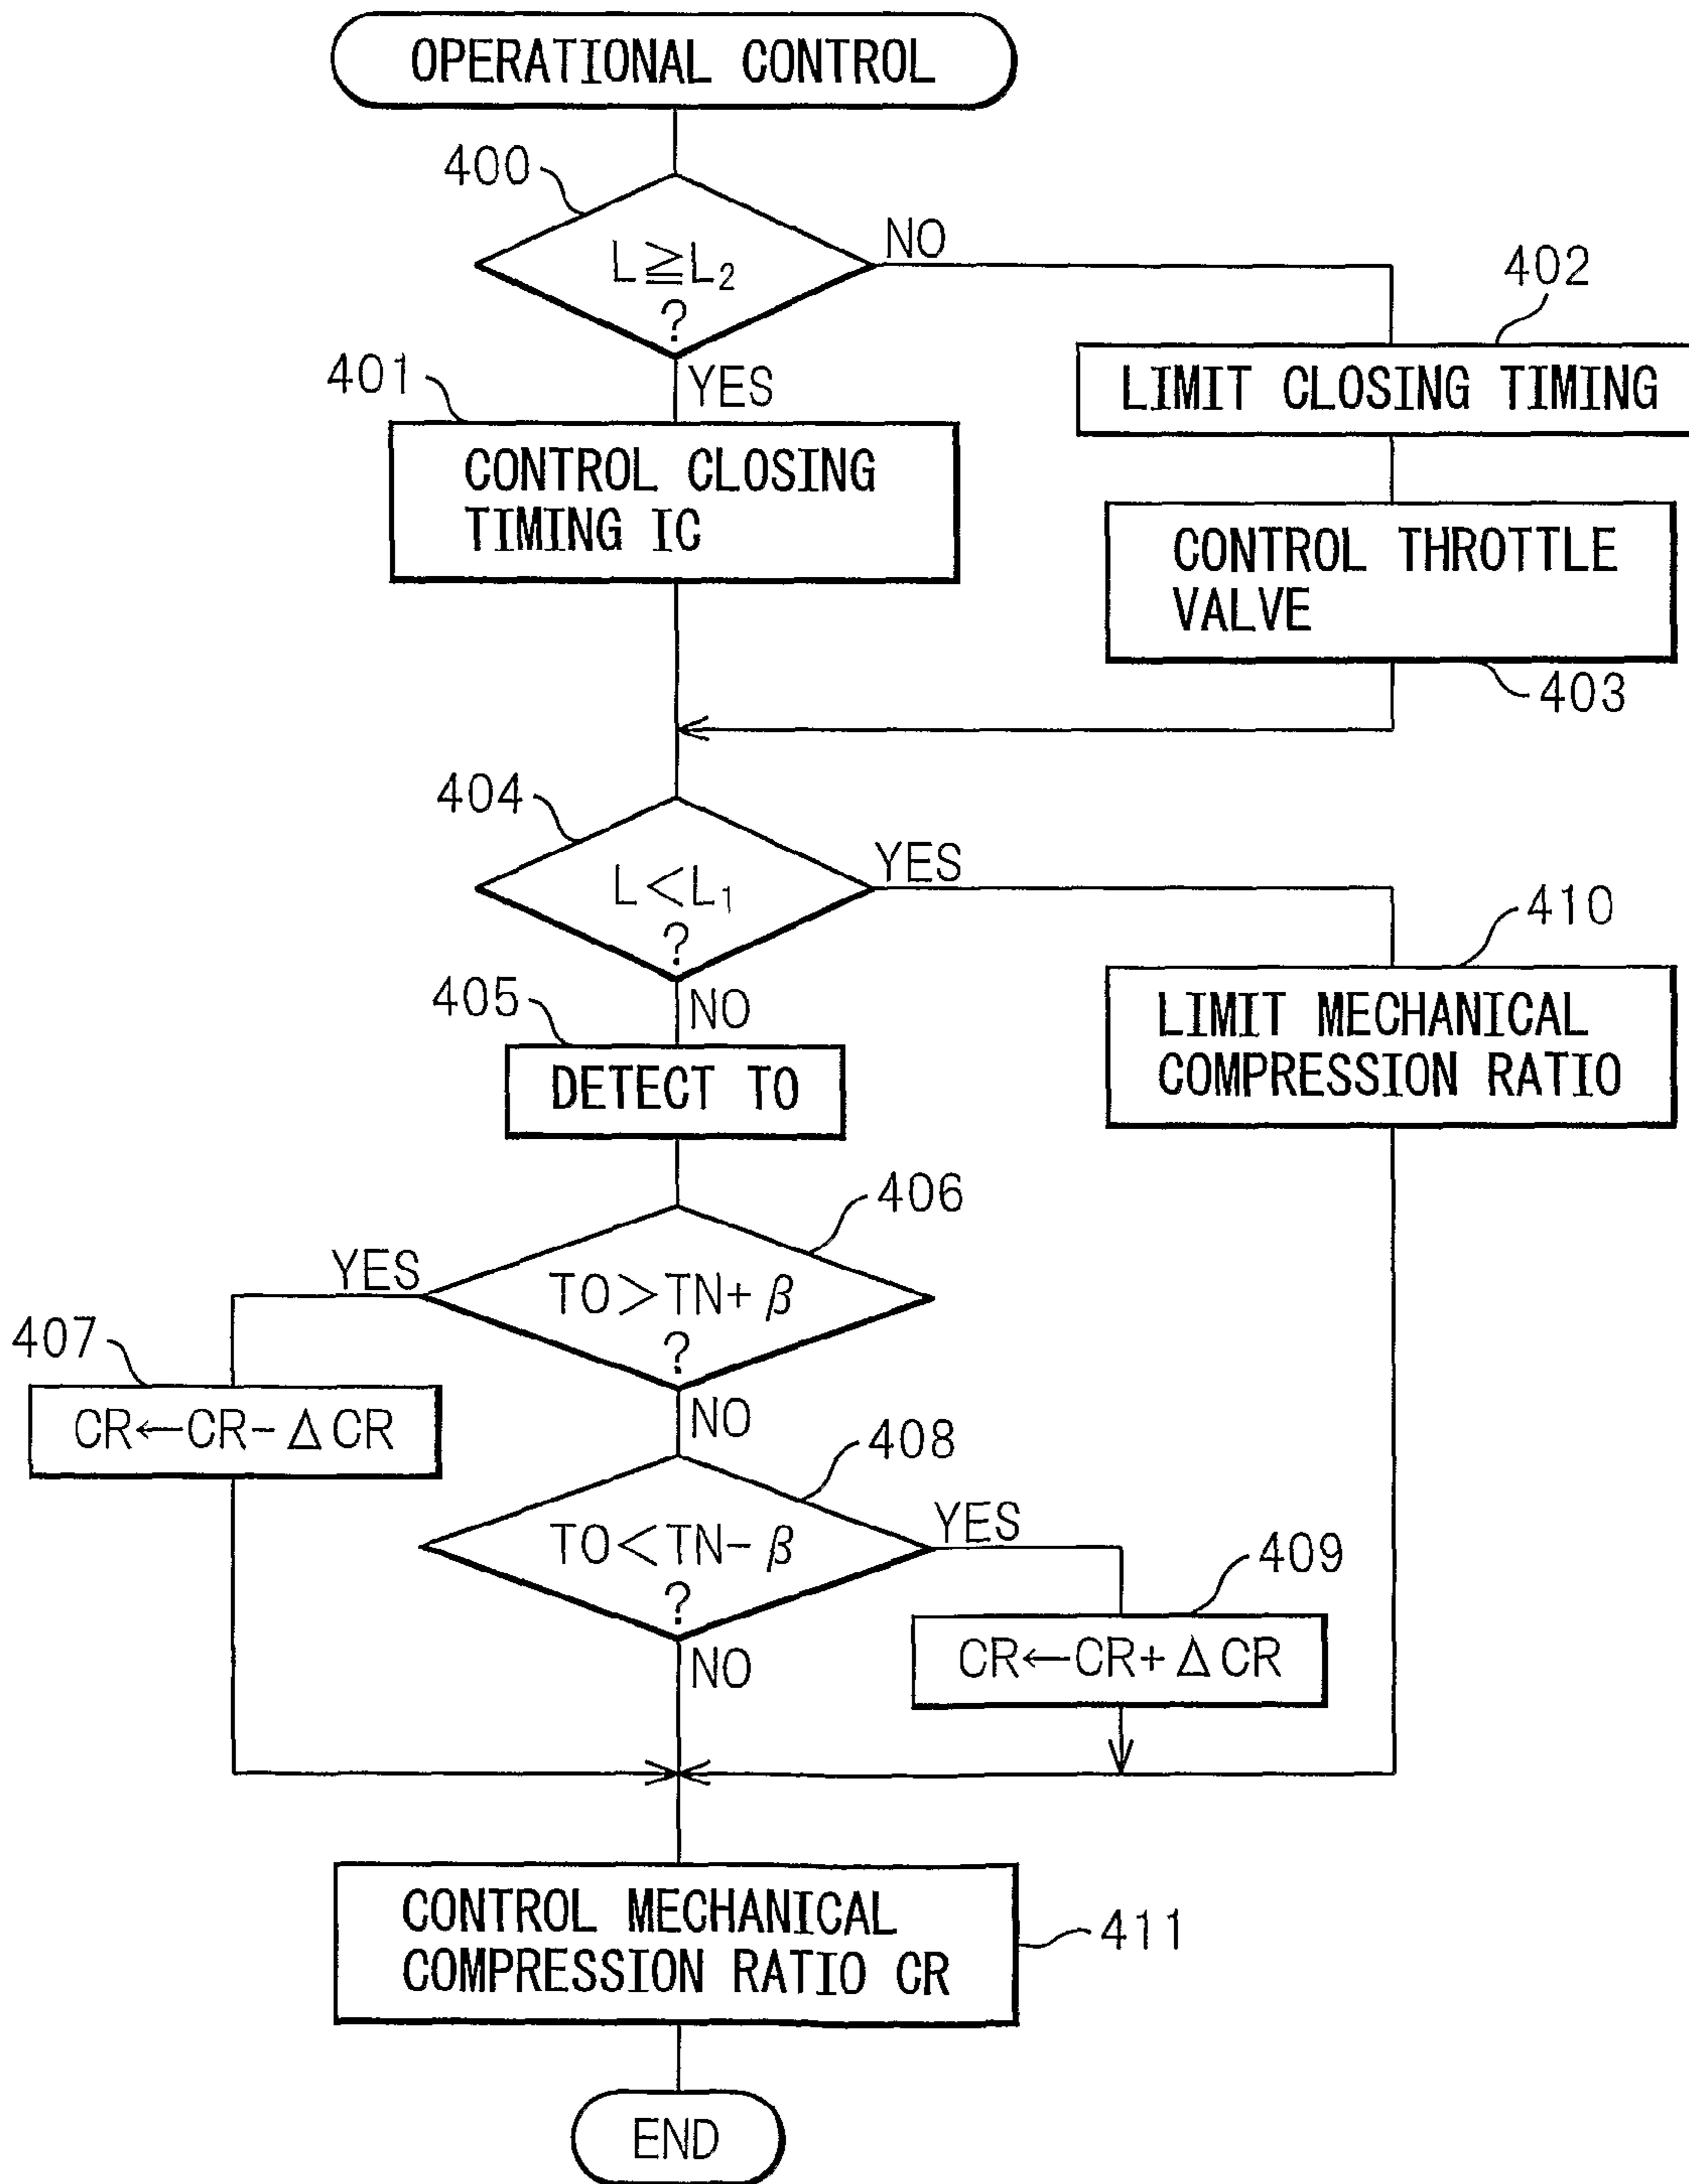 OPERATIONAL CONTROL
400
L≧L₂
?
NO
YES
402
LIMIT CLOSING TIMING
401
CONTROL CLOSING
TIMING IC
CONTROL THROTTLE
VALVE
403
404
L<L₁
?
YES
NO
410
LIMIT MECHANICAL
COMPRESSION RATIO
405
DETECT TO
406
TO>TN+β
?
YES
NO
407
CR←CR-ΔCR
408
TO<TN-β
?
YES
NO
409
CR←CR+ΔCR
CONTROL MECHANICAL
COMPRESSION RATIO CR
411
END